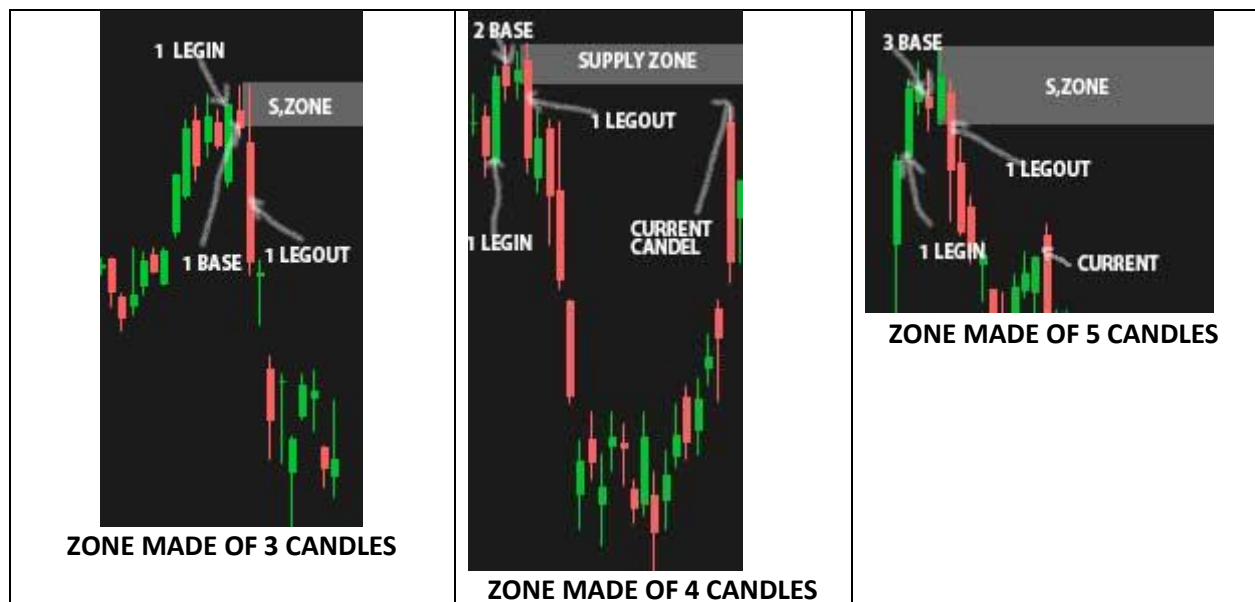 1 LEGIN
S,ZONE
1 BASE
1 LEGOUT
ZONE MADE OF 3 CANDLES
2 BASE
SUPPLY ZONE
1 LEGOUT
1 LEGIN
CURRENT
CANDEL
ZONE MADE OF 4 CANDLES
3 BASE
S,ZONE
1 LEGOUT
1 LEGIN
CURRENT
ZONE MADE OF 5 CANDLES